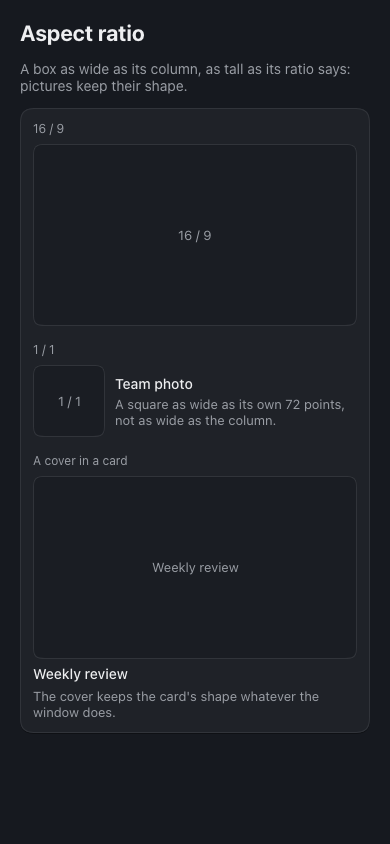 Aspect ratio
A box as wide as its column, as tall as its ratio says:
pictures keep their shape.
16 / 9
16 / 9
1 / 1
1 / 1
Team photo
A square as wide as its own 72 points,
not as wide as the column.
A cover in a card
Weekly review
Weekly review
The cover keeps the card's shape whatever the
window does.